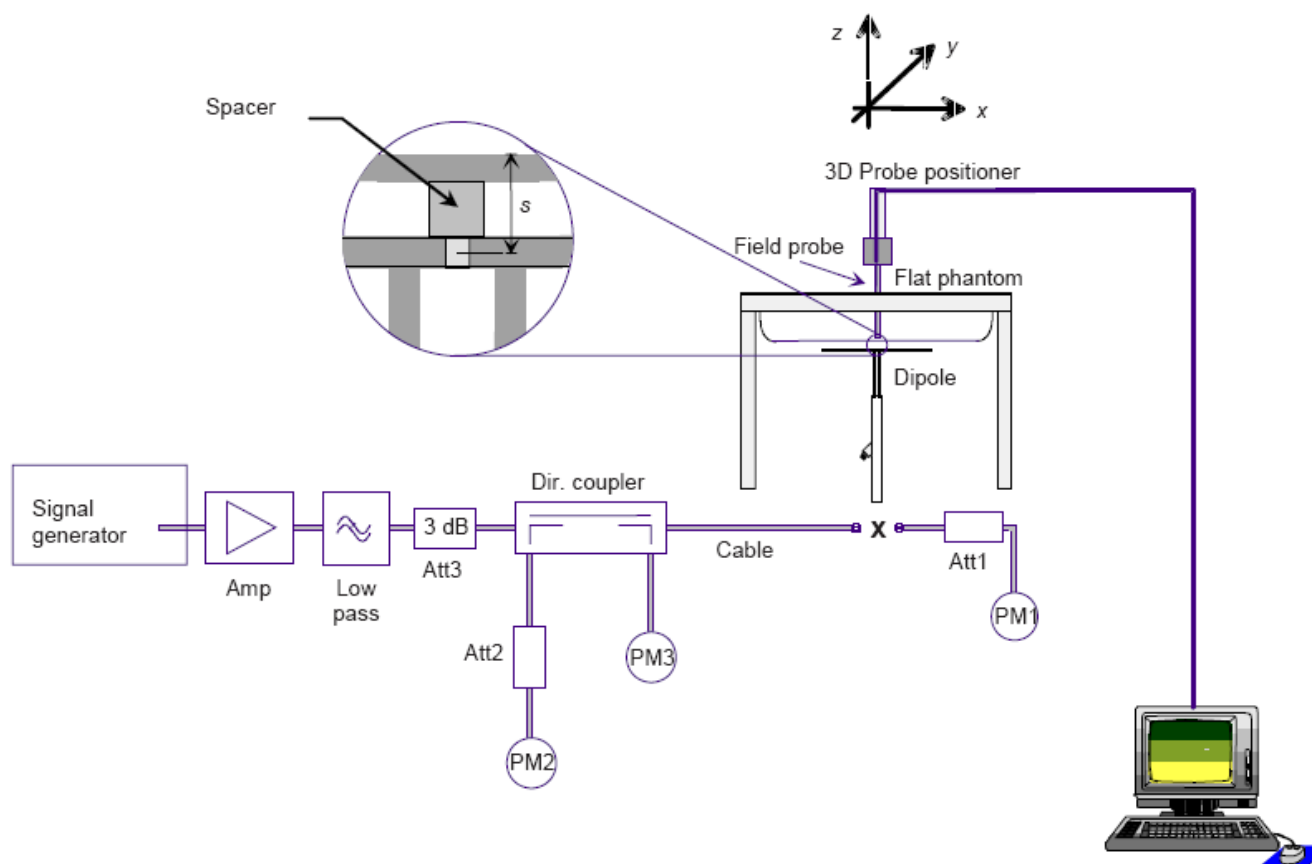 z
y
x
Spacer
s
3D Probe positioner
Field probe
Flat phantom
Dipole
Signal
generator
Amp
Low
pass
3 dB
Att3
Dir. coupler
Cable
X
Att1
PM1
Att2
PM3
PM2